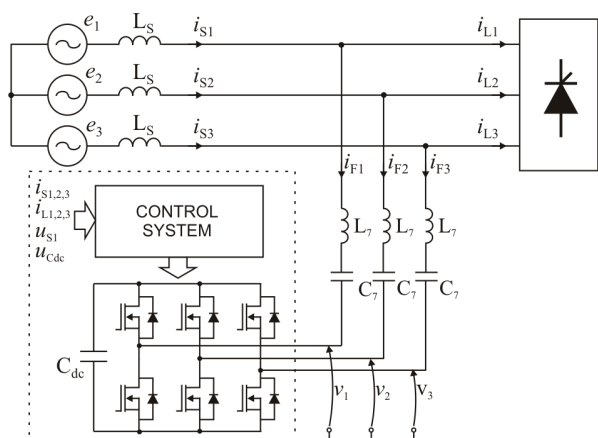 e1 LS iS1 iL1
e2 LS iS2 iL2
e3 LS iS3 iL3
iF1 iF2 iF3
iS1,2,3
iL1,2,3
uS1
uCdc
CONTROL
SYSTEM
L7 L7 L7
C7 C7 C7
Cdc
v1 v2 v3